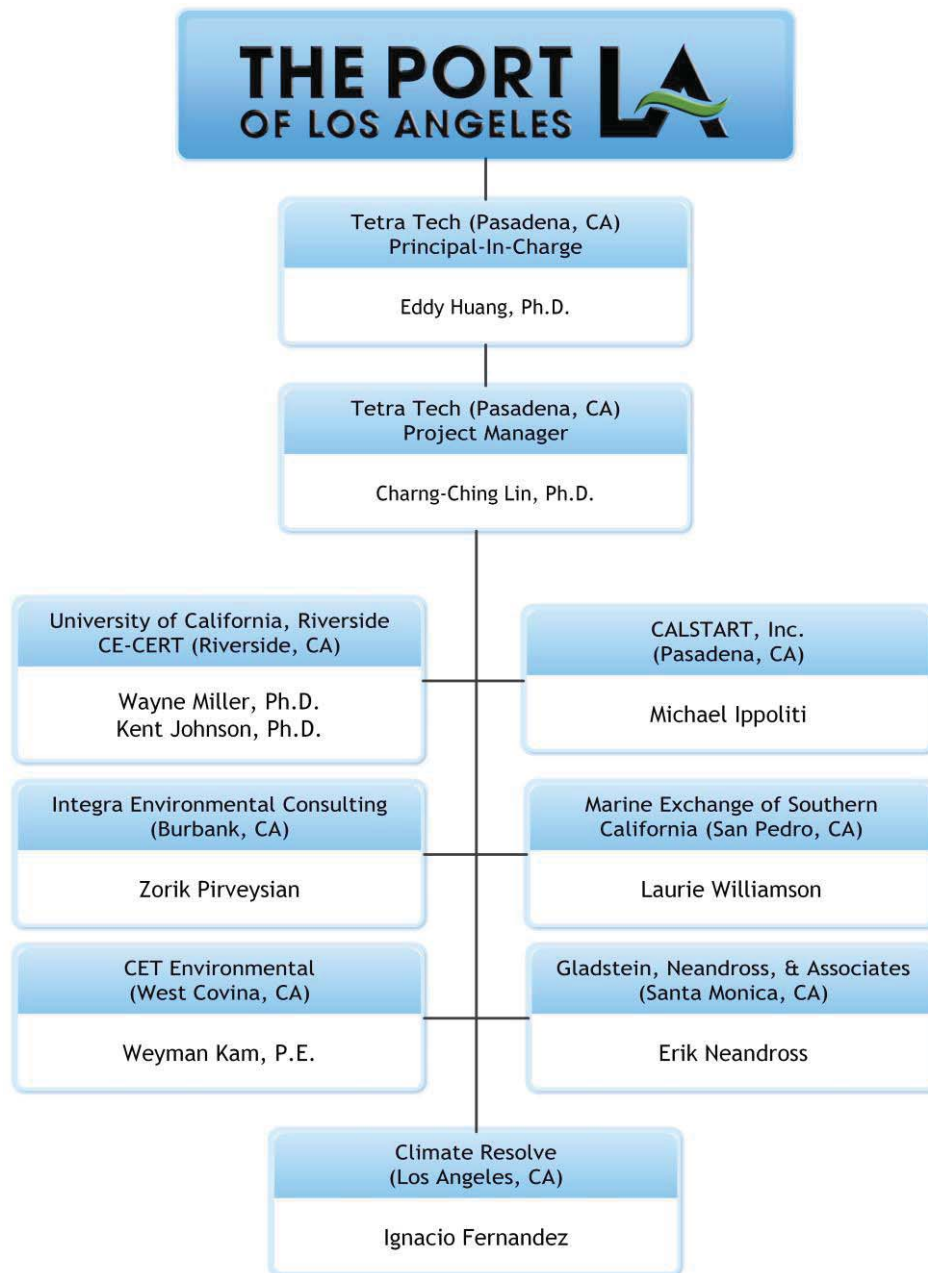 THE PORT
OF LOS ANGELES
LA
Tetra Tech (Pasadena, CA)
Principal-In-Charge
Eddy Huang, Ph.D.
Tetra Tech (Pasadena, CA)
Project Manager
Charng-Ching Lin, Ph.D.
University of California, Riverside
CE-CERT (Riverside, CA)
Wayne Miller, Ph.D.
Kent Johnson, Ph.D.
CALSTART, Inc.
(Pasadena, CA)
Michael Ippoliti
Integra Environmental Consulting
(Burbank, CA)
Zorik Pirveysian
Marine Exchange of Southern
California (San Pedro, CA)
Laurie Williamson
CET Environmental
(West Covina, CA)
Weyman Kam, P.E.
Gladstein, Neandross, & Associates
(Santa Monica, CA)
Erik Neandross
Climate Resolve
(Los Angeles, CA)
Ignacio Fernandez